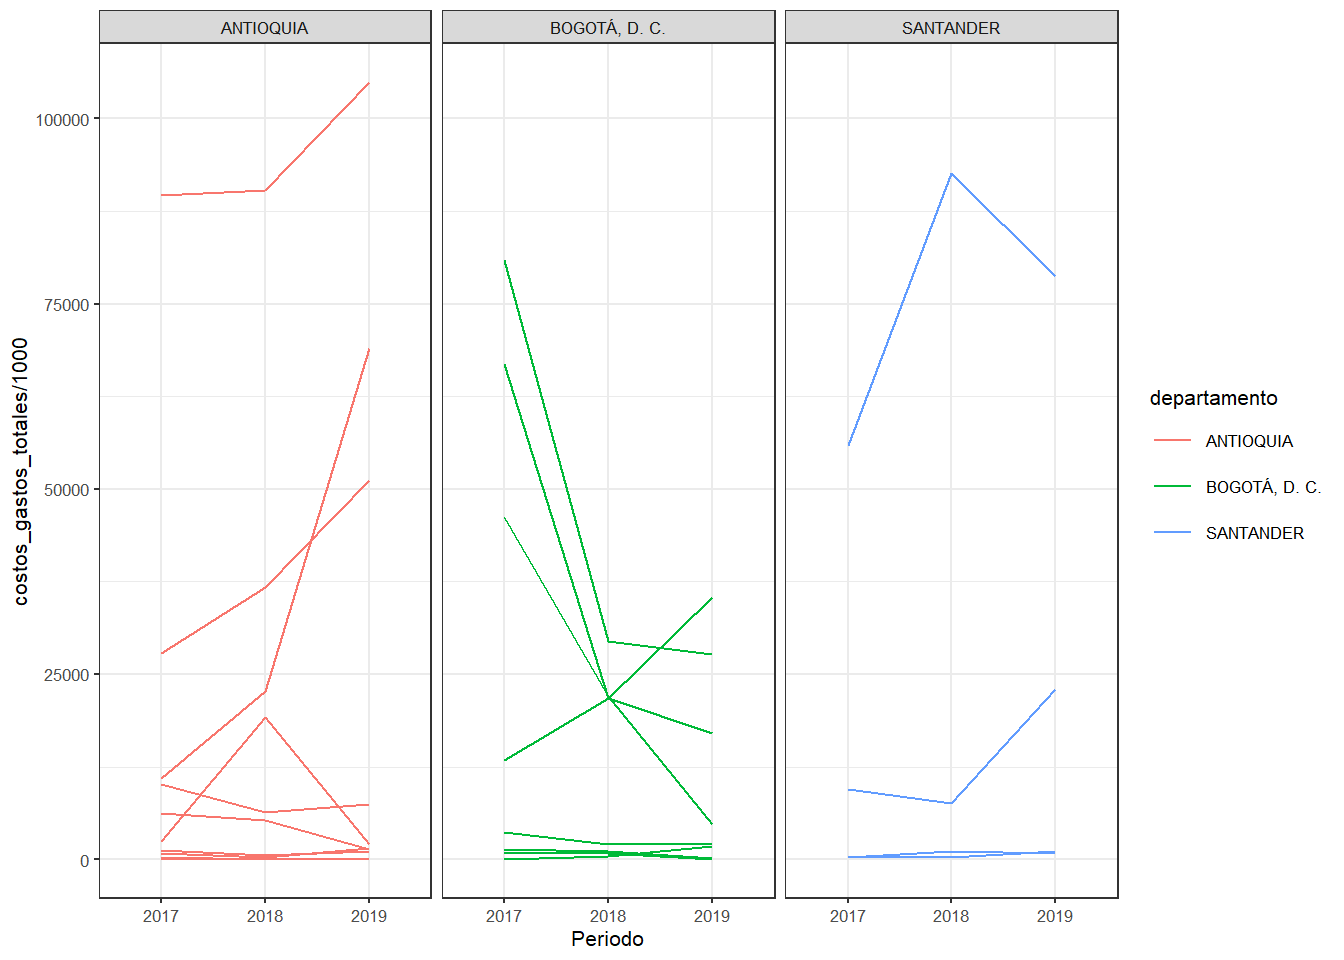 ANTIOQUIA
BOGOTÁ, D. C.
SANTANDER
costos_gastos_totales/1000
100000
75000
50000
25000
0
2017 2018 2019
2017 2018 2019
2017 2018 2019
Periodo
departamento
ANTIOQUIA
BOGOTÁ, D. C.
SANTANDER